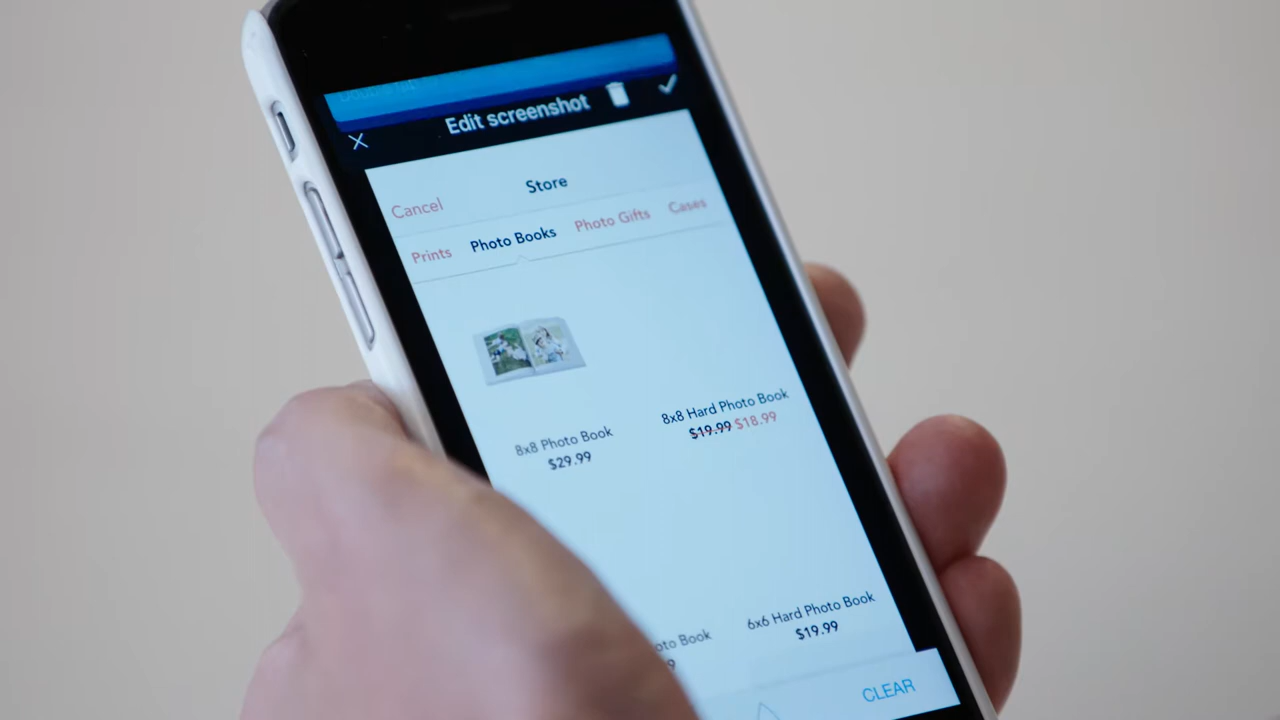 Edit screenshot
Store
Cancel
Prints Photo Books Photo Gifts Cases
8x8 Photo Book
$29.99
8x8 Hard Photo Book
$19.99 $18.99
Book
6x6 Hard Photo Book
$19.99
CLEAR